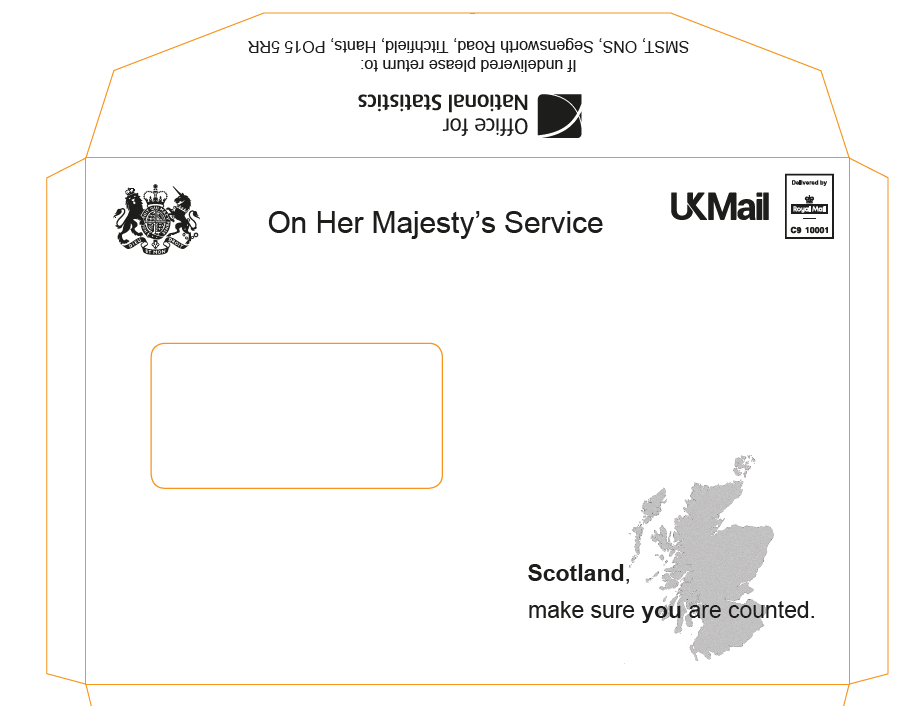 SMST, ONS, Segensworth Road, Titchfield, Hants, PO15 5RR
If undelivered please return to:
Office for
National Statistics
On Her Majesty's Service
UKMail
Delivered by
Royal Mail
C9 10001
Scotland,
make sure you are counted.